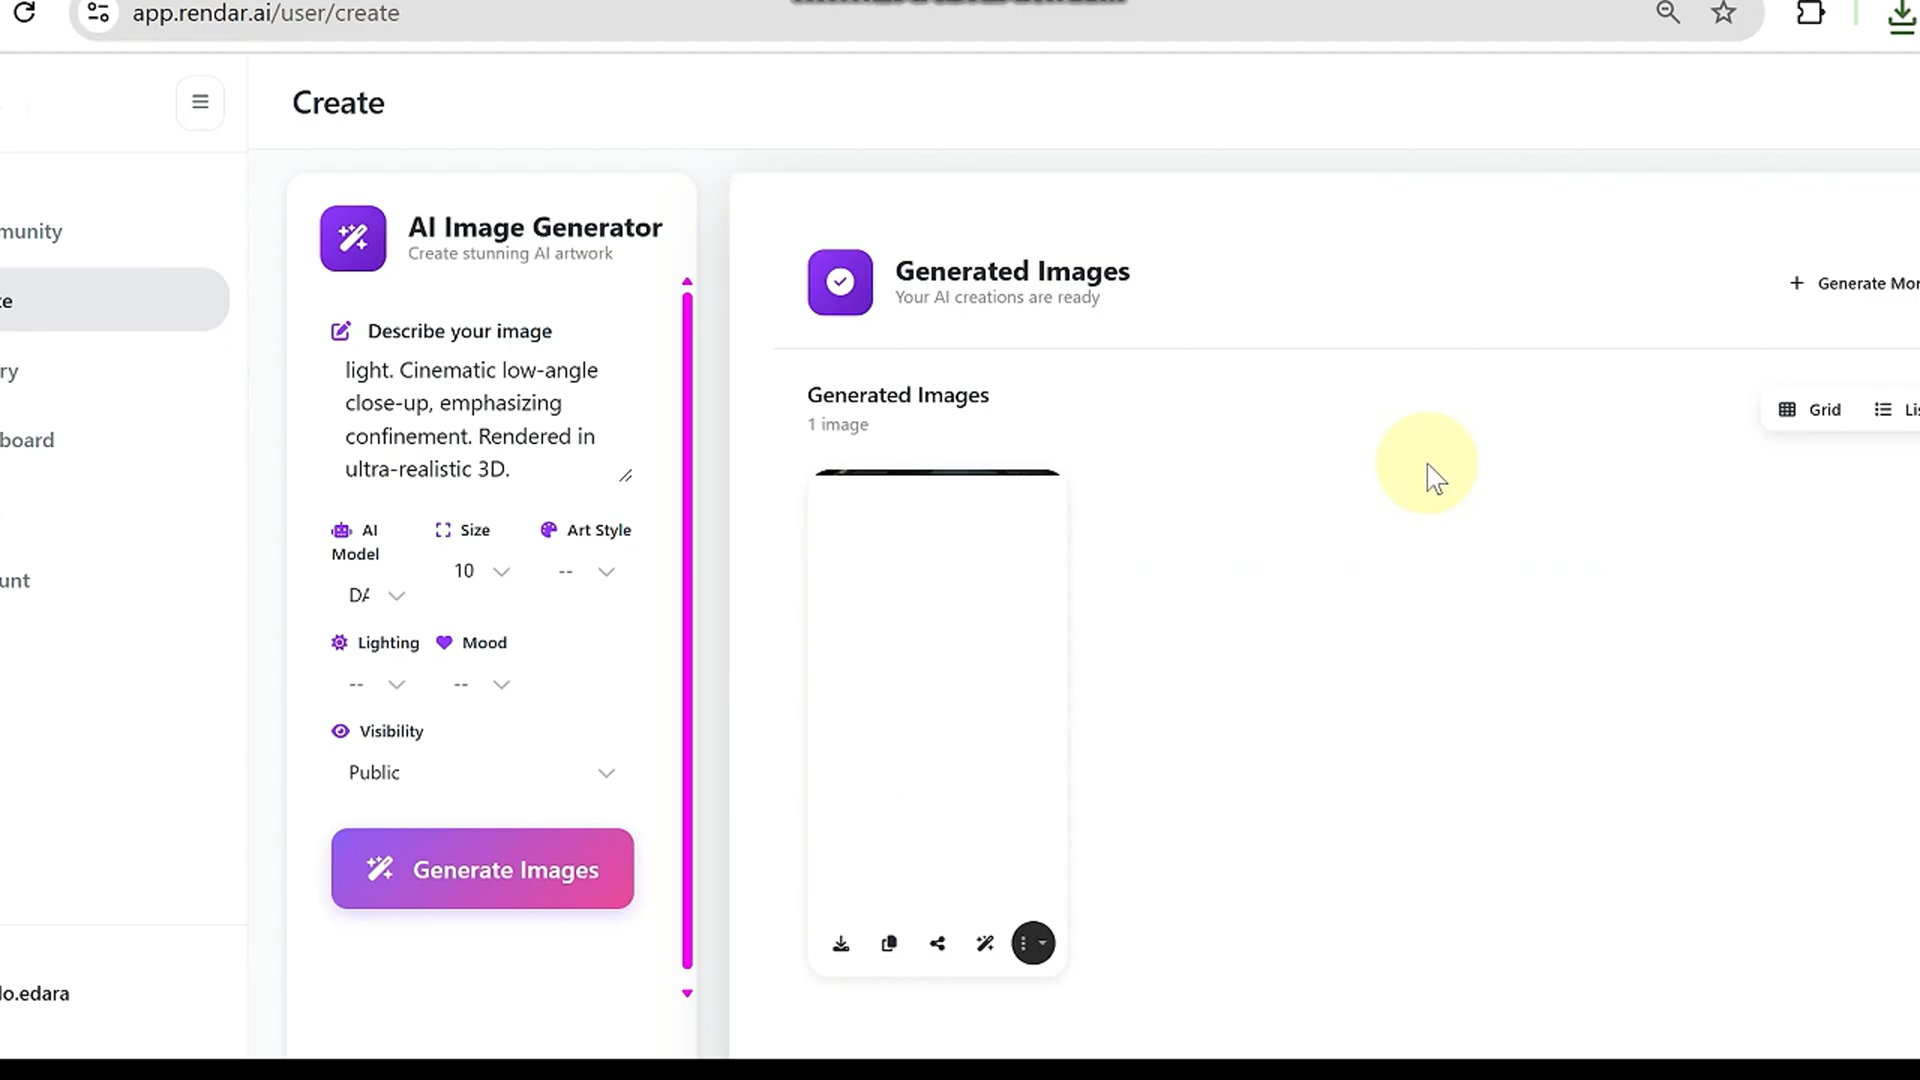 app.rendar.ai/user/create
Create
munity
te
ry
board
unt
lo.edara
AI Image Generator
Create stunning AI artwork
Describe your image
light. Cinematic low-angle
close-up, emphasizing
confinement. Rendered in
ultra-realistic 3D.
AI Model
Size
Art Style
DA
10
--
Lighting
Mood
--
--
Visibility
Public
Generate Images
Generated Images
Your AI creations are ready
+ Generate Mor
Generated Images
1 image
Grid
Lis